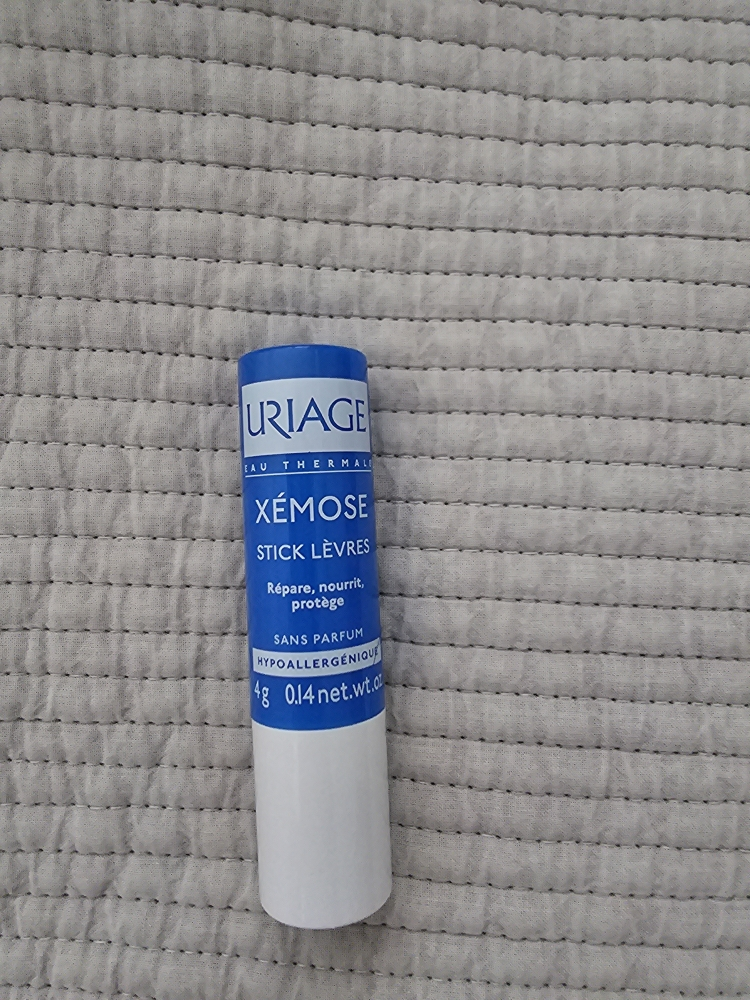 URIAGE
EAU THERMALE
XÉMOSE
STICK LÈVRES
Répare, nourrit,
protège
SANS PARFUM
HYPOALLERGÉNIQUE
4g 0.14 net.wt.oz